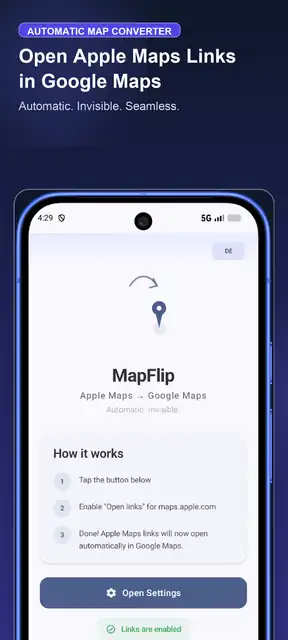 AUTOMATIC MAP CONVERTER
Open Apple Maps Links
in Google Maps
Automatic. Invisible. Seamless.
4:29
5G
DE
MapFlip
Apple Maps → Google Maps
Automatic Invisible
How it works
1 Tap the button below
2 Enable "Open links" for maps.apple.com
3 Done! Apple Maps links will now open
automatically in Google Maps.
Open Settings
Links are enabled